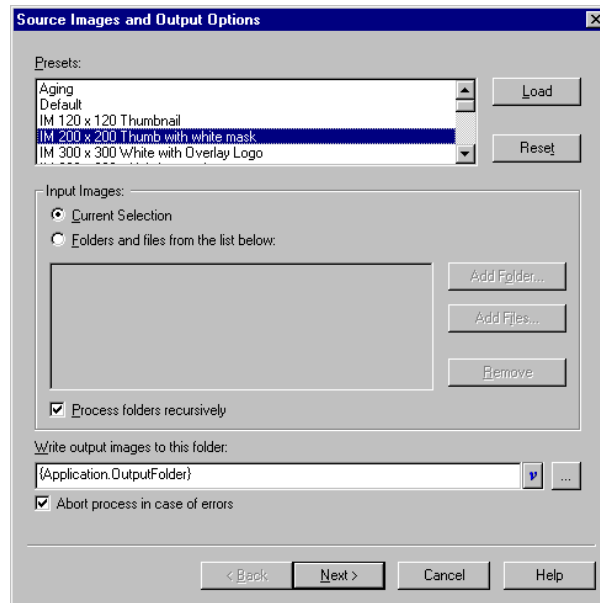 Source Images and Output Options
Presets:
Aging
Default
IM 120 x 120 Thumbnail
IM 200 x 200 Thumb with white mask
IM 300 x 300 White with Overlay Logo
Load
Reset
Input Images:
Current Selection
Folders and files from the list below:
Add Folder...
Add Files...
Remove
Process folders recursively
Write output images to this folder:
{Application.OutputFolder}
v
...
Abort process in case of errors
< Back
Next >
Cancel
Help